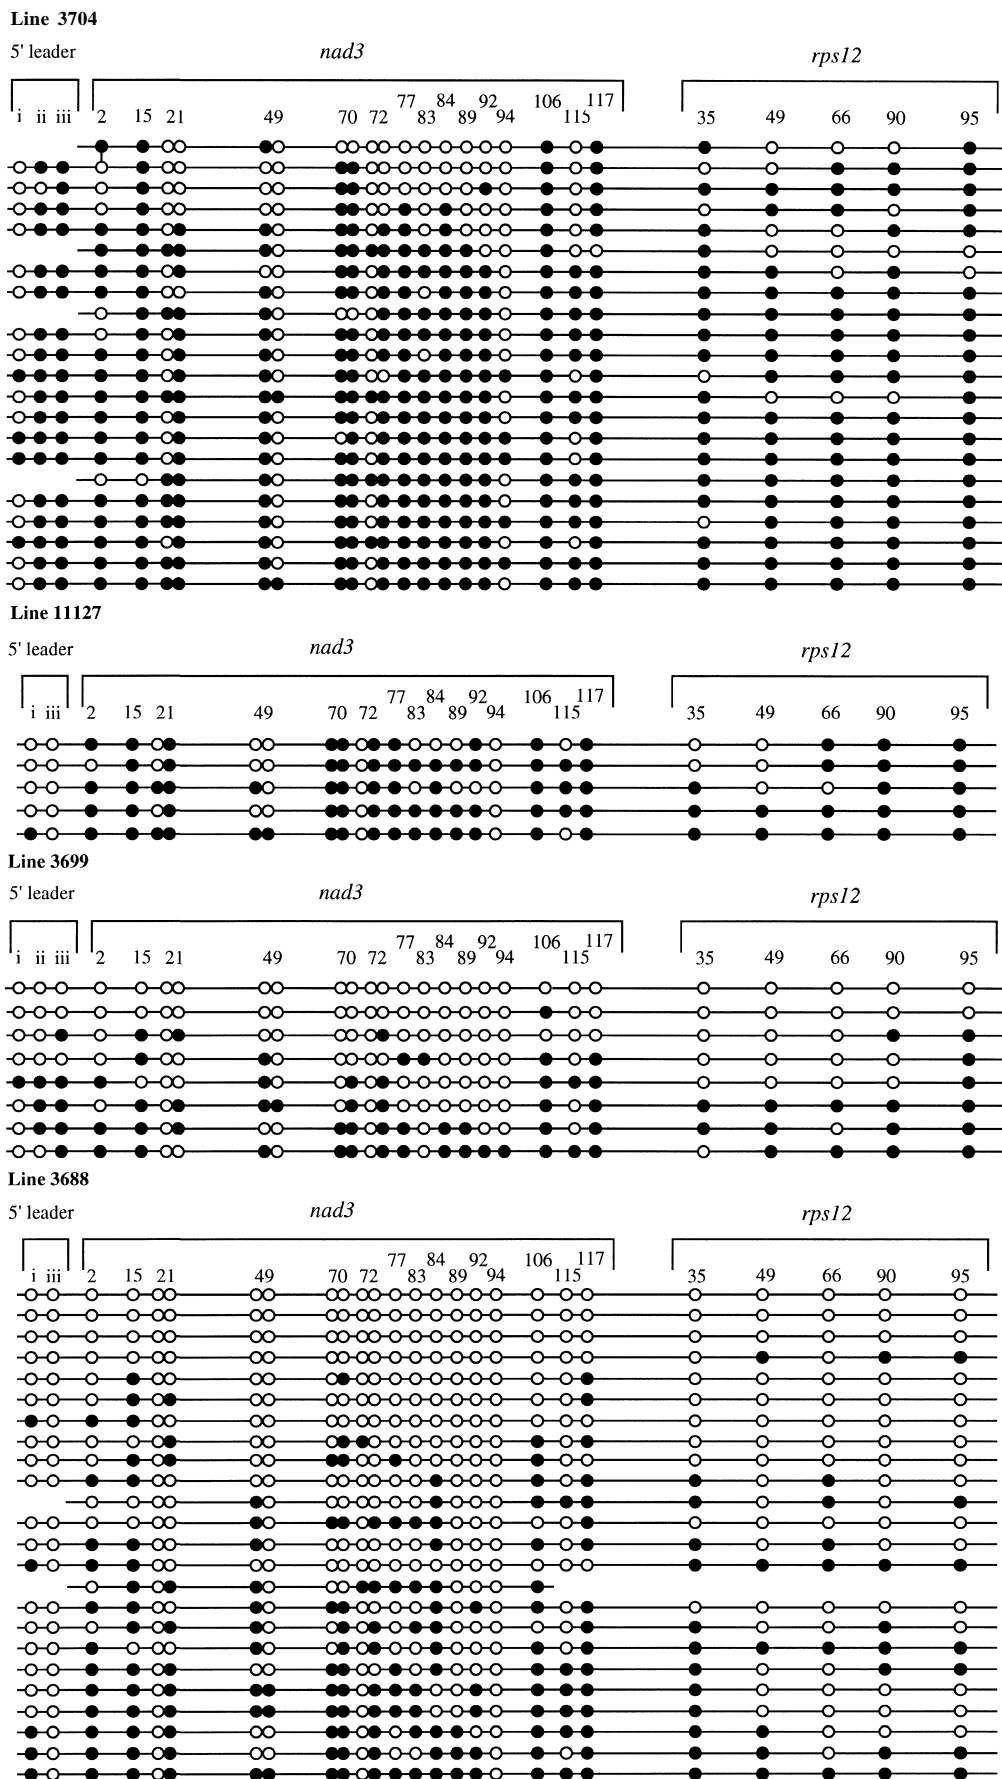 Line 3704
5' leader nad3 rps12
77 84 92 106 117
i ii iii 2 15 21 49 70 72 83 89 94 115 35 49 66 90 95
Line 11127
5' leader nad3 rps12
77 84 92 106 117
i iii 2 15 21 49 70 72 83 89 94 115 35 49 66 90 95
Line 3699
5' leader nad3 rps12
77 84 92 106 117
i ii iii 2 15 21 49 70 72 83 89 94 115 35 49 66 90 95
Line 3688
5' leader nad3 rps12
77 84 92 106 117
i iii 2 15 21 49 70 72 83 89 94 115 35 49 66 90 95